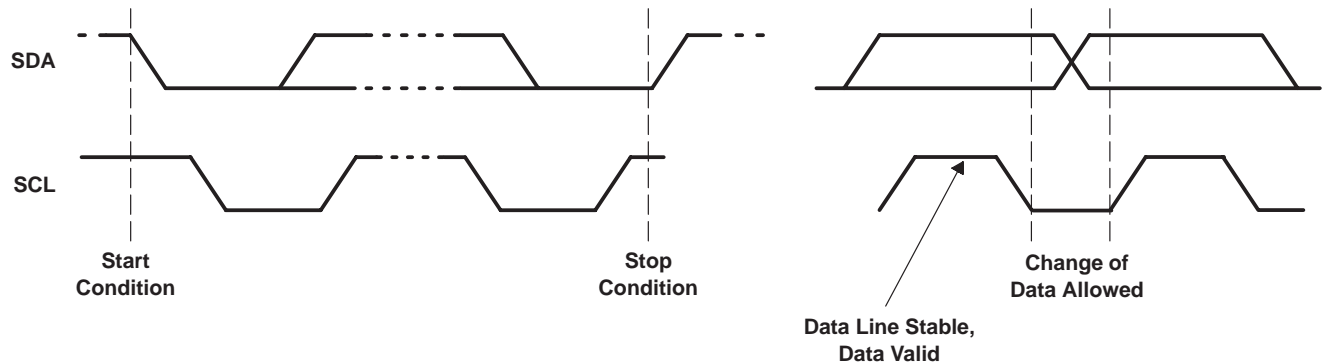 SDA
SCL
Start
Condition
Stop
Condition
Change of
Data Allowed
Data Line Stable,
Data Valid